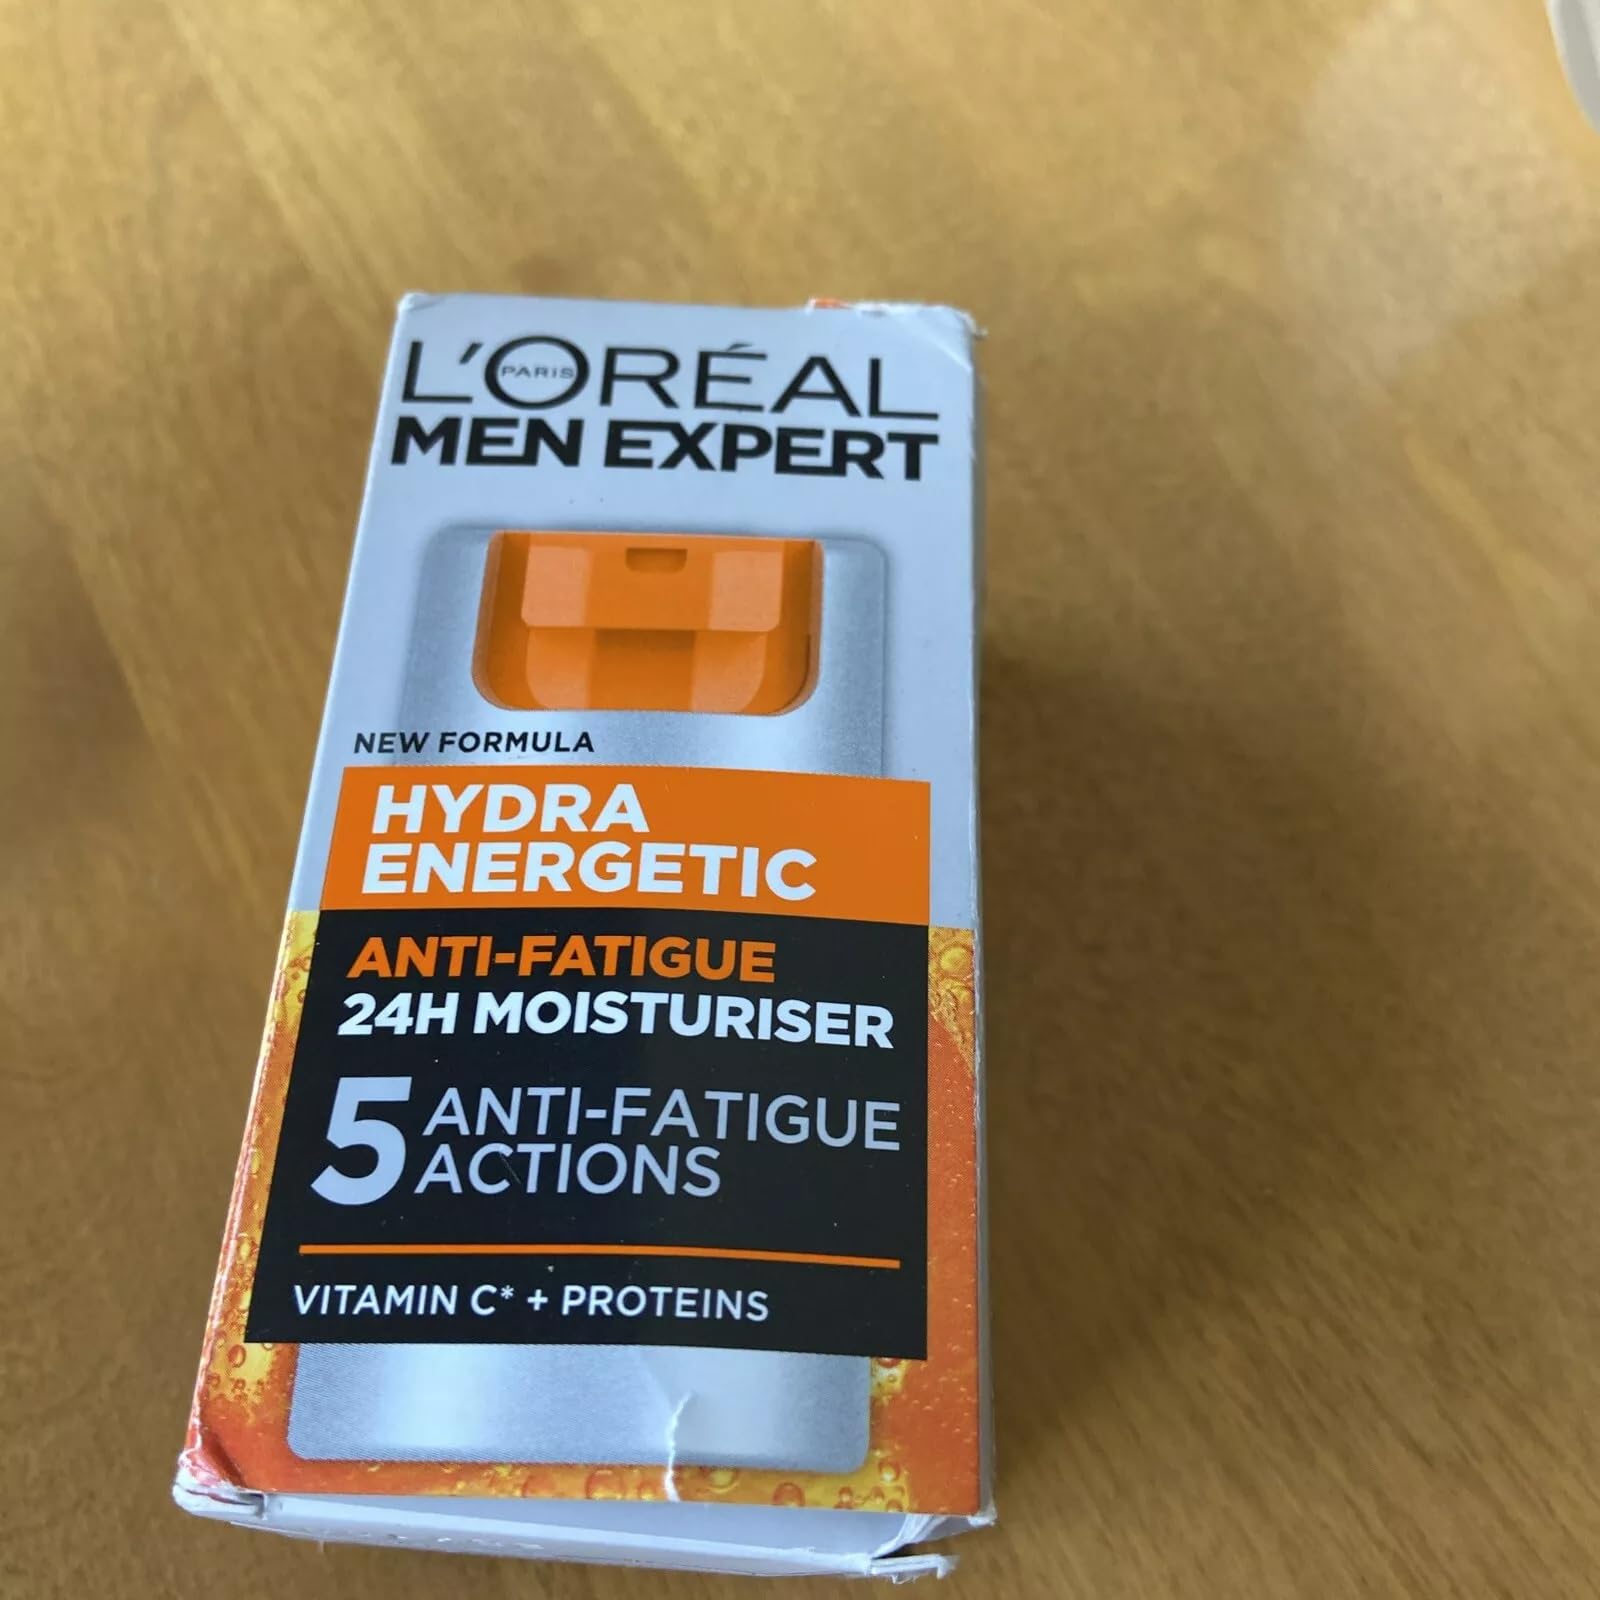 L'ORÉAL
PARIS
MEN EXPERT
NEW FORMULA
HYDRA
ENERGETIC
ANTI-FATIGUE
24H MOISTURISER
5 ANTI-FATIGUE
ACTIONS
VITAMIN C* + PROTEINS